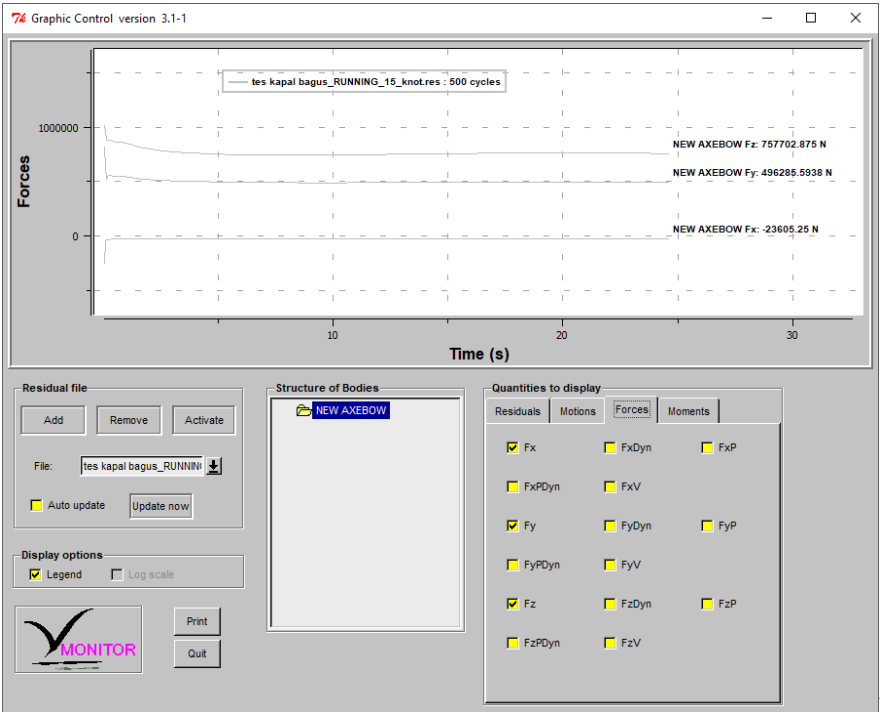 Graphic Control version 3.1-1
tes kapal bagus_RUNNING_15_knot.res : 500 cycles
1000000
0
Forces
NEW AXEBOW Fz: 757702.875 N
NEW AXEBOW Fy: 496285.5938 N
NEW AXEBOW Fx: -23605.25 N
10 20 30
Time (s)
Residual file
Add Remove Activate
File: tes kapal bagus_RUNNIN
Auto update Update now
Display options
Legend Log scale
MONITOR
Print
Quit
Structure of Bodies
NEW AXEBOW
Quantities to display
Residuals Motions Forces Moments
Fx FxDyn FxP
FxPDyn FxV
Fy FyDyn FyP
FyPDyn FyV
Fz FzDyn FzP
FzPDyn FzV